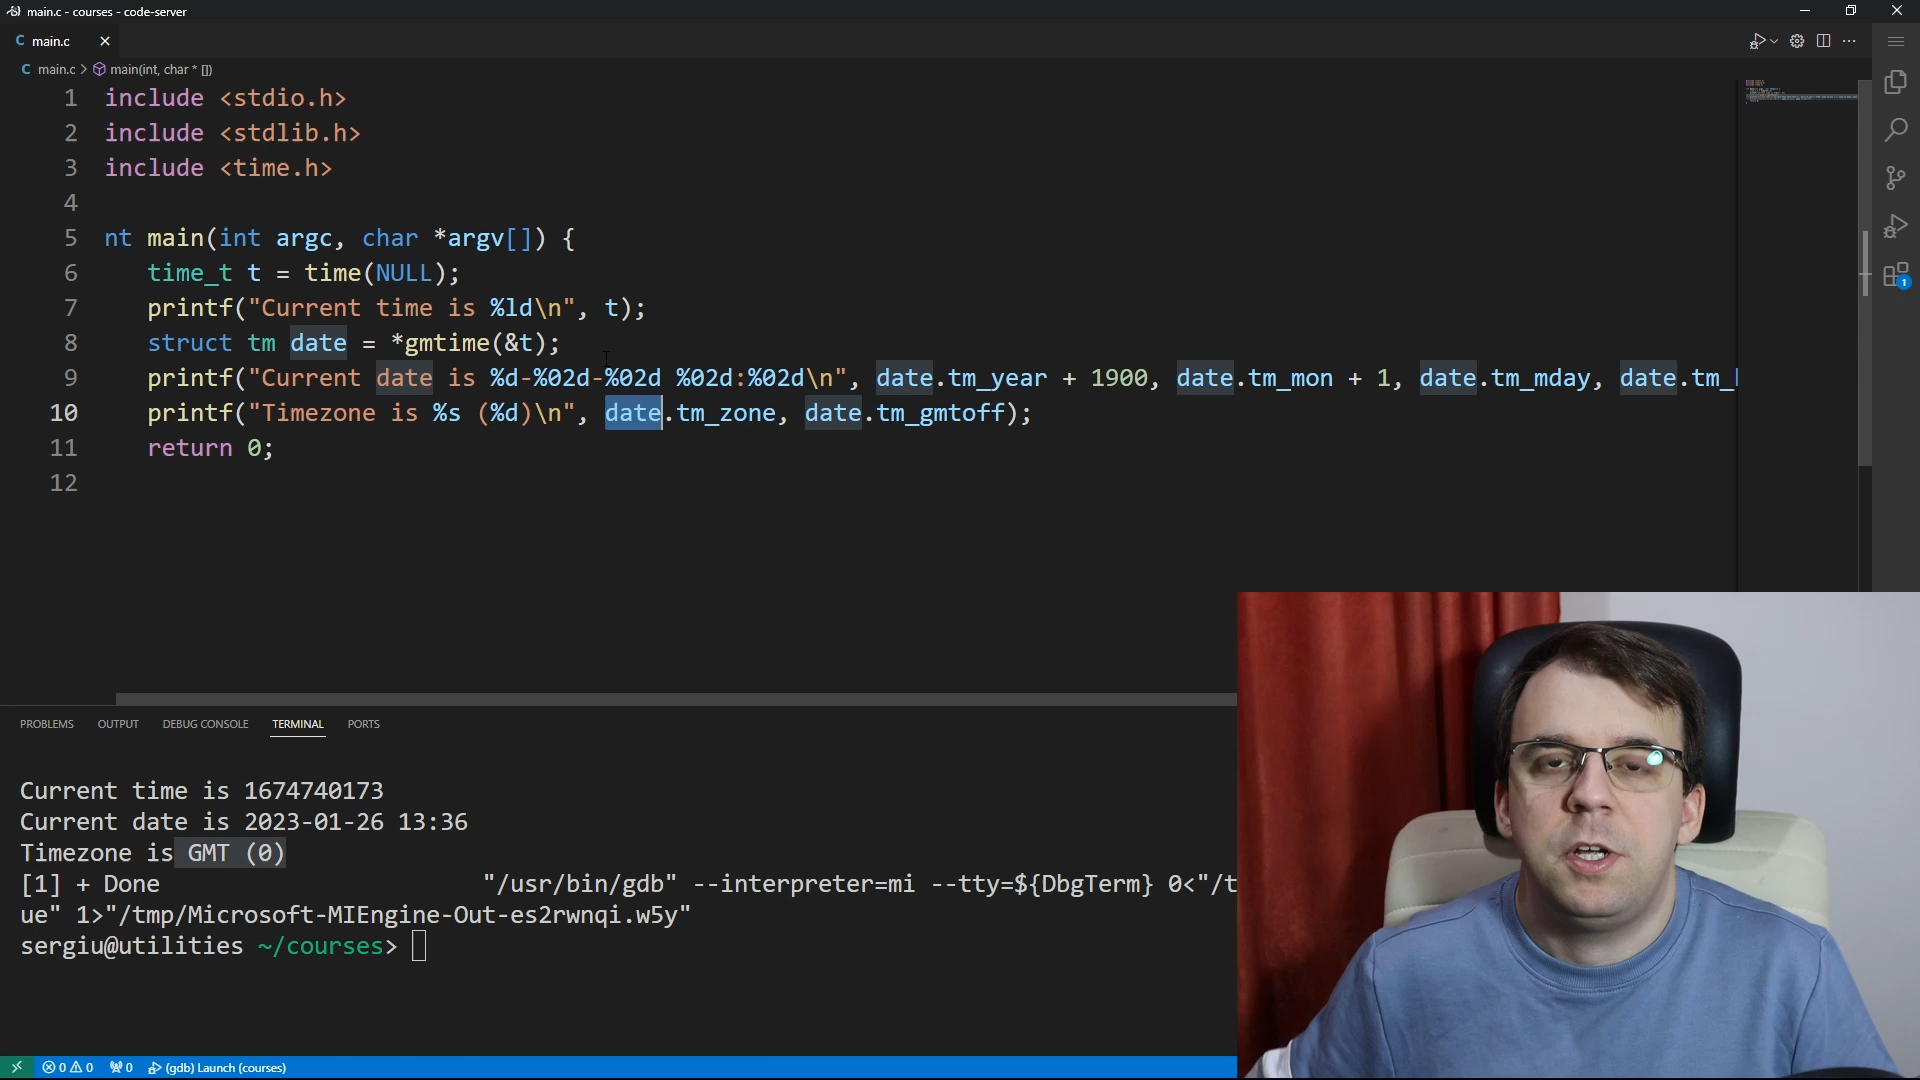 main.c - courses - code-server
C main.c
C main.c > main(int, char * [])
1 include <stdio.h>
2 include <stdlib.h>
3 include <time.h>
4
5 nt main(int argc, char *argv[]) {
6 time_t t = time(NULL);
7 printf("Current time is %ld\n", t);
8 struct tm date = *gmtime(&t);
9 printf("Current date is %d-%02d-%02d %02d:%02d\n", date.tm_year + 1900, date.tm_mon + 1, date.tm_mday, date.tm_
10 printf("Timezone is %s (%d)\n", date.tm_zone, date.tm_gmtoff);
11 return 0;
12
1
PROBLEMS OUTPUT DEBUG CONSOLE TERMINAL PORTS
Current time is 1674740173
Current date is 2023-01-26 13:36
Timezone is GMT (0)
[1] + Done "/usr/bin/gdb" --interpreter=mi --tty=${DbgTerm} 0<"/t
ue" 1>"/tmp/Microsoft-MIEngine-Out-es2rwnqi.w5y"
sergiu@utilities ~/courses>
0 0 0 (gdb) Launch (courses)